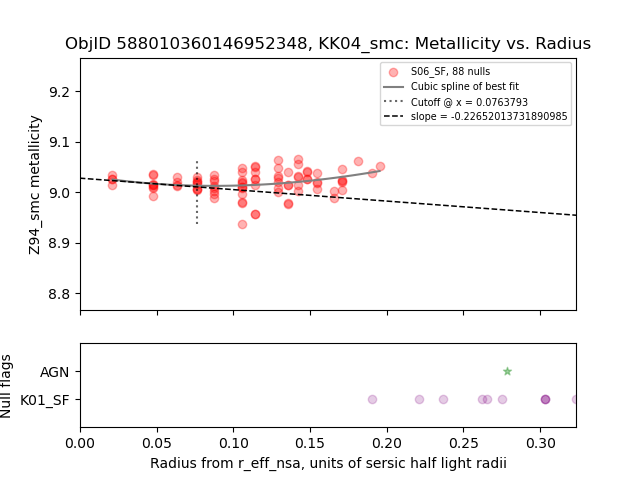 ObjID 588010360146952348, KK04_smc: Metallicity vs. Radius
Z94_smc metallicity
9.2
9.1
9.0
8.9
8.8
S06_SF, 88 nulls
Cubic spline of best fit
Cutoff @ x = 0.0763793
slope = -0.22652013731890985
Null flags
AGN
K01_SF
0.00 0.05 0.10 0.15 0.20 0.25 0.30
Radius from r_eff_nsa, units of sersic half light radii